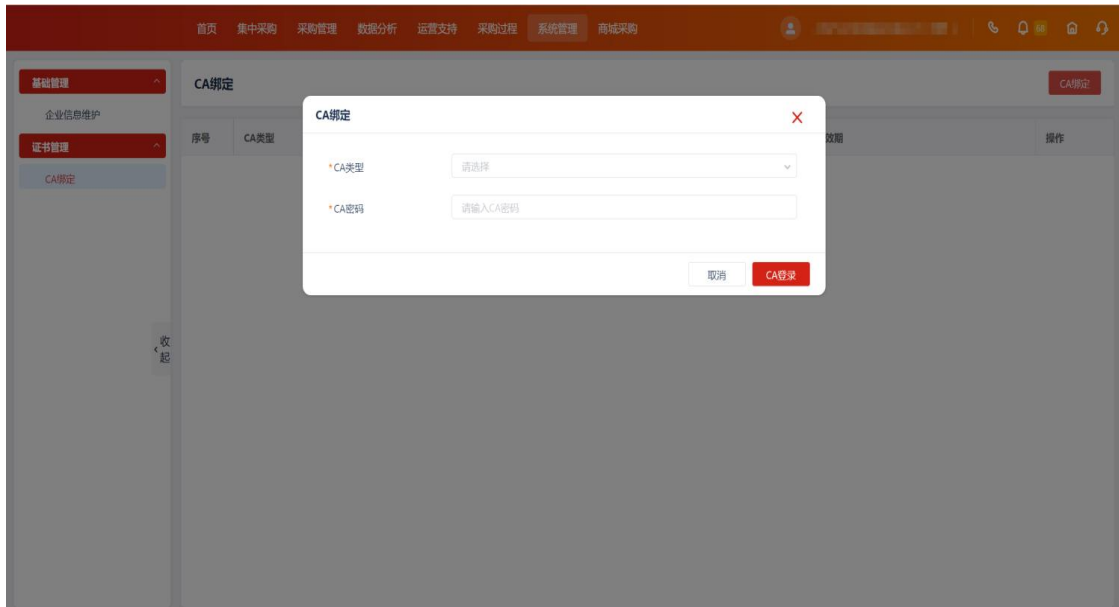 首页 集中采购 采购管理 数据分析 运营支持 采购过程 系统管理 商城采购
基础管理
企业信息维护
证书管理
CA绑定
收起
CA绑定 CA绑定
序号 CA类型 效期 操作
CA绑定
*CA类型 请选择
*CA密码 请输入CA密码
取消 CA登录